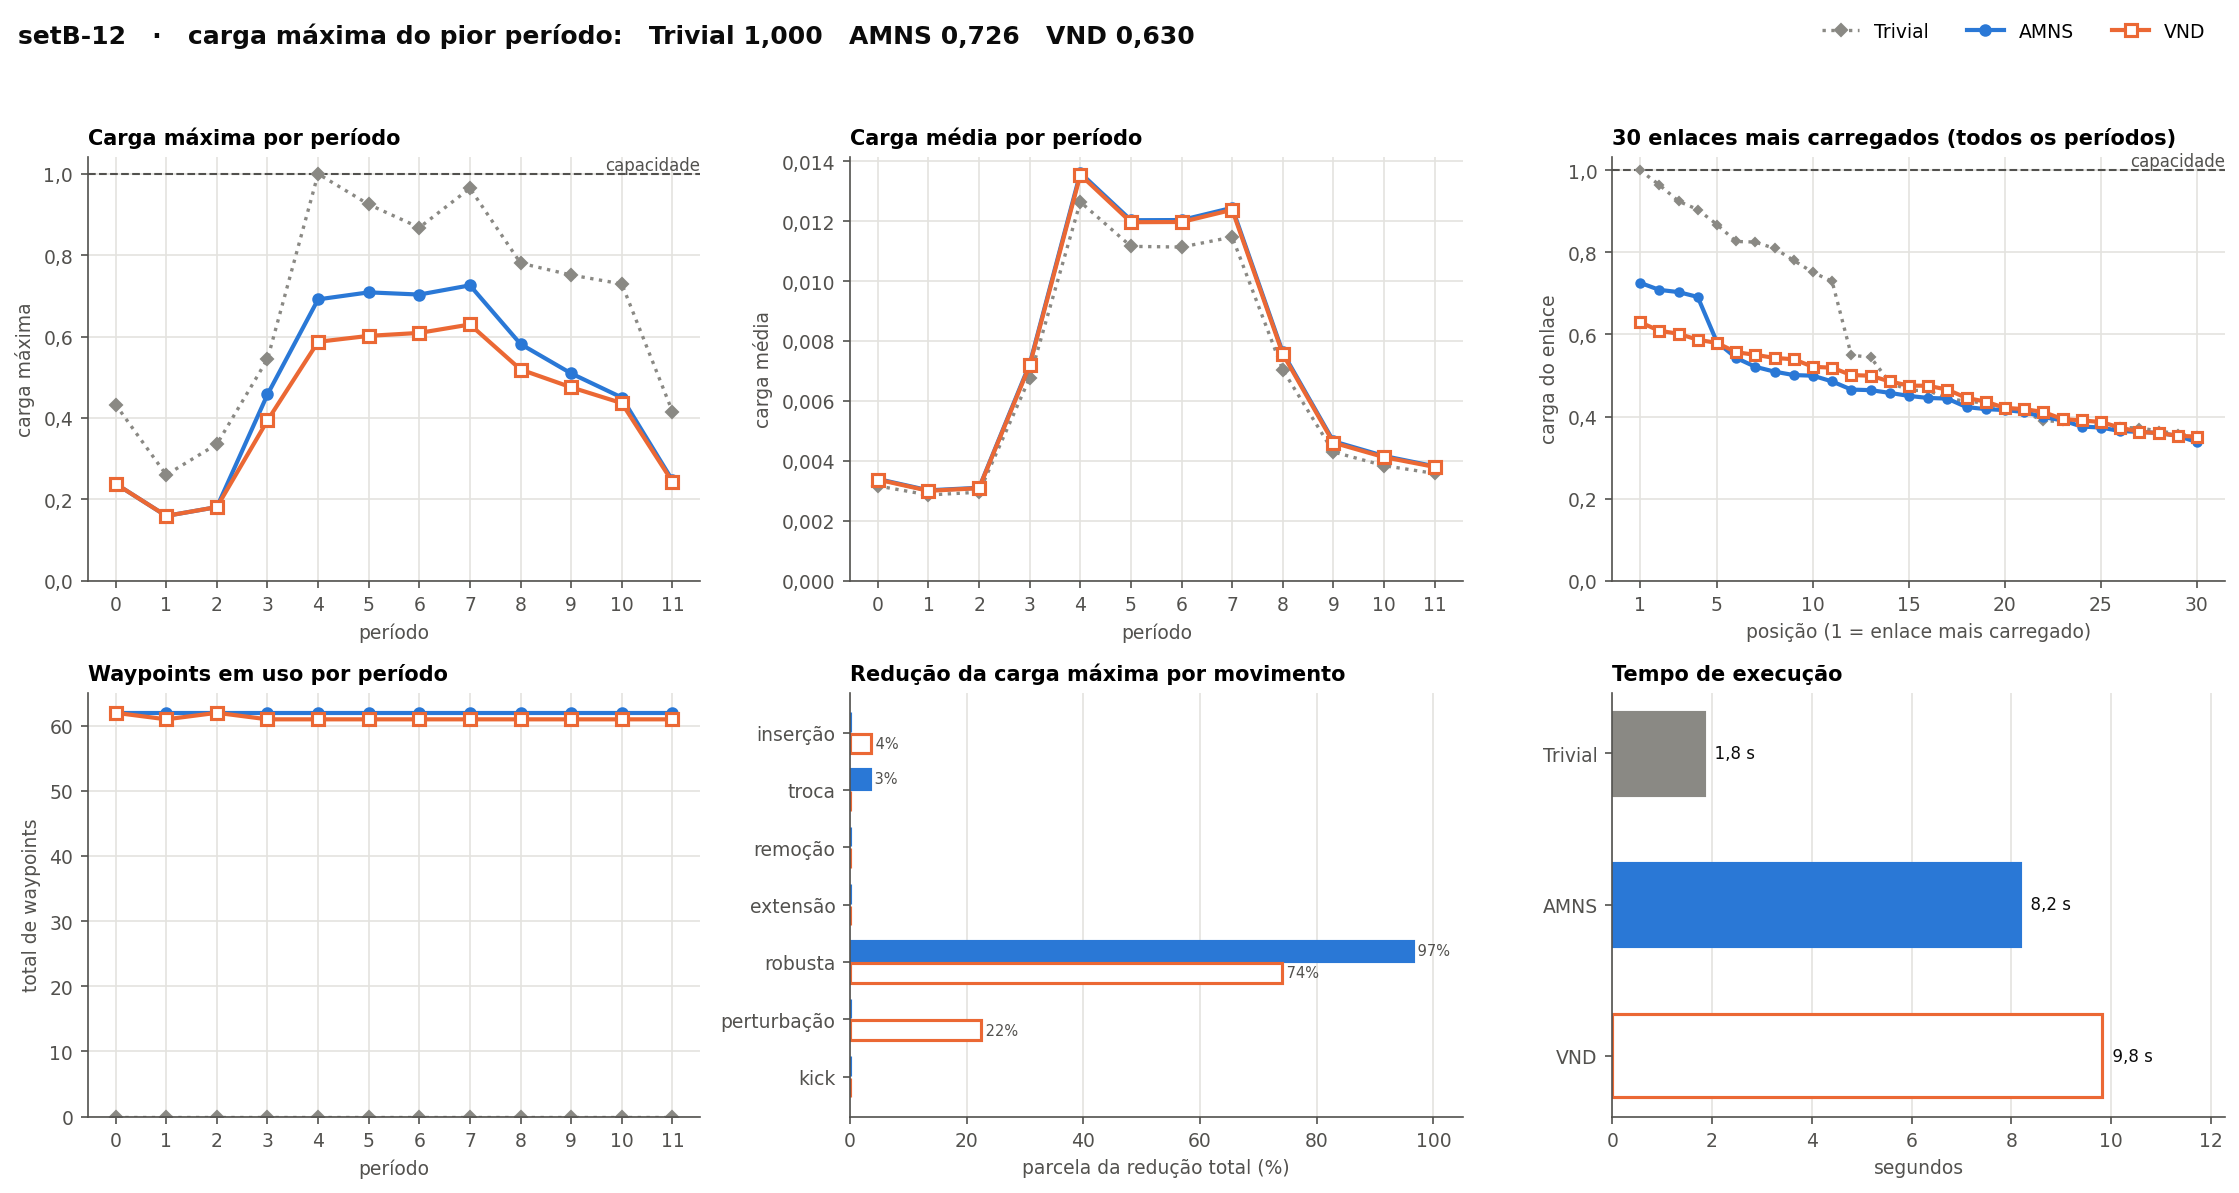 setB-12 · carga máxima do pior período: Trivial 1,000 AMNS 0,726 VND 0,630
Trivial AMNS VND
Carga máxima por período
capacidade
carga máxima
1,0
0,8
0,6
0,4
0,2
0,0
0 1 2 3 4 5 6 7 8 9 10 11
período
Carga média por período
carga média
0,014
0,012
0,010
0,008
0,006
0,004
0,002
0,000
0 1 2 3 4 5 6 7 8 9 10 11
período
30 enlaces mais carregados (todos os períodos)
capacidade
carga do enlace
1,0
0,8
0,6
0,4
0,2
0,0
1 5 10 15 20 25 30
posição (1 = enlace mais carregado)
Waypoints em uso por período
total de waypoints
60
50
40
30
20
10
0
0 1 2 3 4 5 6 7 8 9 10 11
período
Redução da carga máxima por movimento
inserção 4%
troca 3%
remoção
extensão
robusta 97%
74%
perturbação 22%
kick
0 20 40 60 80 100
parcela da redução total (%)
Tempo de execução
Trivial 1,8 s
AMNS 8,2 s
VND 9,8 s
0 2 4 6 8 10 12
segundos